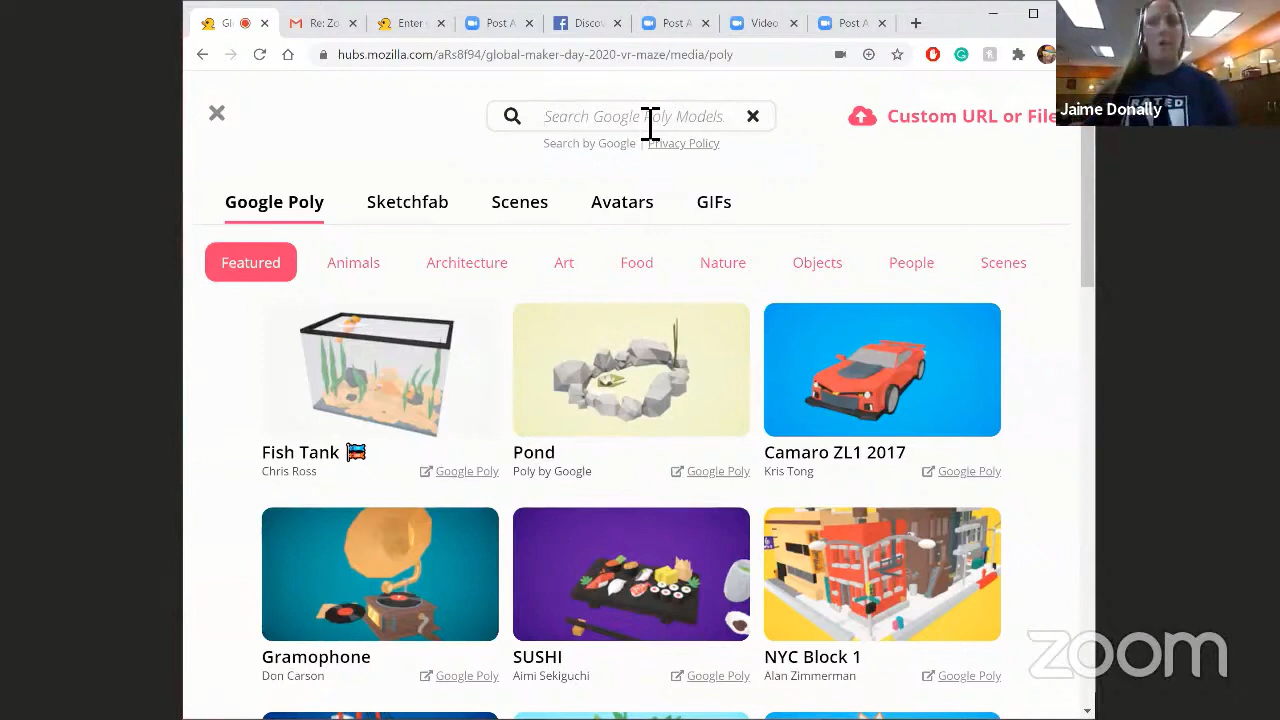 Gl
Re: Zo
Enter
Post A
Discov
Post A
Video
Post A
hubs.mozilla.com/aRs8f94/global-maker-day-2020-vr-maze/media/poly
Jaime Donally
Search Google Poly Models.
Custom URL or File
Search by Google | Privacy Policy
Google Poly Sketchfab Scenes Avatars GIFs
Featured Animals Architecture Art Food Nature Objects People Scenes
Fish Tank
Chris Ross Google Poly
Pond
Poly by Google Google Poly
Camaro ZL1 2017
Kris Tong Google Poly
Gramophone
Don Carson Google Poly
SUSHI
Aimi Sekiguchi Google Poly
NYC Block 1
Alan Zimmerman Google Poly
zoom